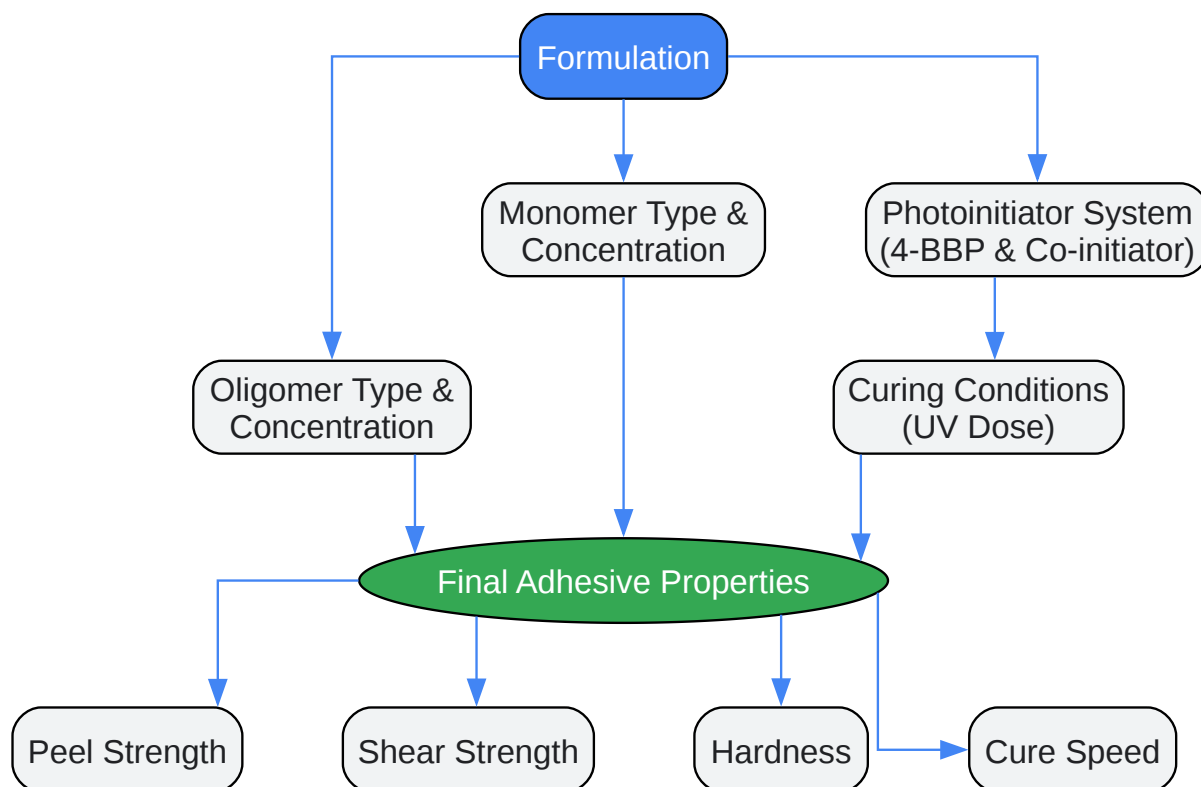 Formulation
Monomer Type &
Concentration
Photoinitiator System
(4-BBP & Co-initiator)
Oligomer Type &
Concentration
Curing Conditions
(UV Dose)
Final Adhesive Properties
Peel Strength
Shear Strength
Hardness
Cure Speed